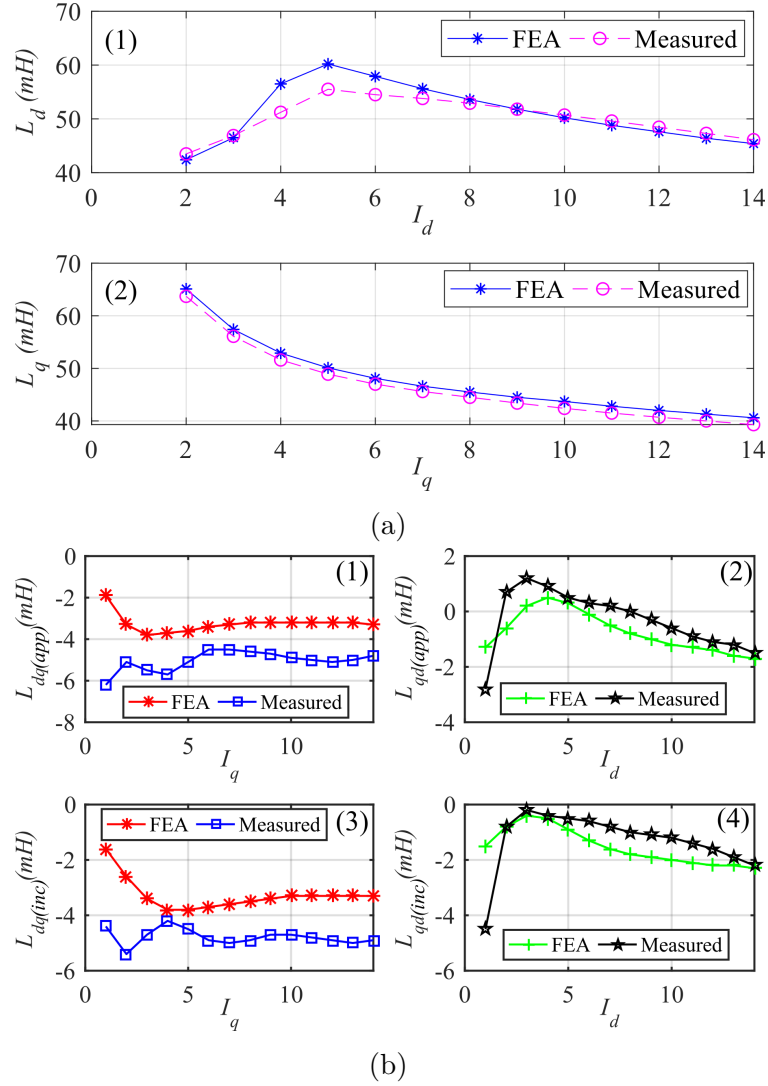 70
60
50
40
L_d (mH)
(1)
FEA
Measured
0 2 4 6 8 10 12 14
I_d
70
60
50
40
L_q (mH)
(2)
FEA
Measured
0 2 4 6 8 10 12 14
I_q
(a)
0
-2
-4
-6
-8
L_dq(app) (mH)
(1)
FEA
Measured
0 5 10
I_q
2
0
-2
-4
L_qd(app) (mH)
(2)
FEA
Measured
0 5 10
I_d
0
-2
-4
-6
L_dq(inc) (mH)
(3)
FEA
Measured
0 5 10
I_q
0
-2
-4
-6
L_qd(inc) (mH)
(4)
FEA
Measured
0 5 10
I_d
(b)